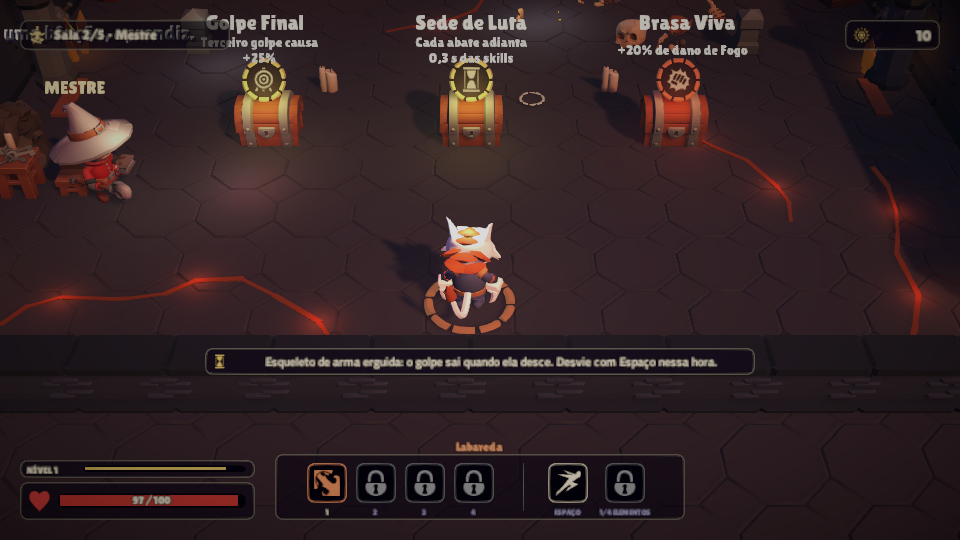 Sala 2/5 · Mestre
Golpe Final
Terceiro golpe causa
+25%
Sede de Luta
Cada abate adianta
0,3 s das skills
Brasa Viva
+20% de dano de Fogo
10
MESTRE
Esqueleto de arma erguida: o golpe sai quando ela desce. Desvie com Espaço nessa hora.
Labareda
NÍVEL 1
97 / 100
1
2
3
4
ESPAÇO
1/4 ELEMENTOS